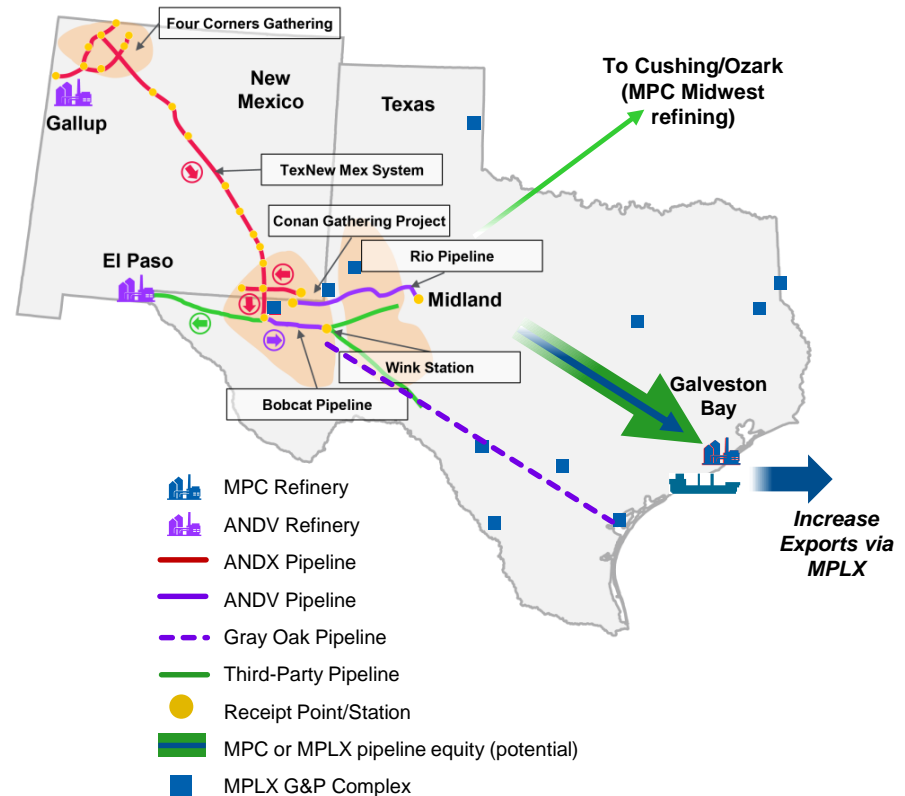 Four Corners Gathering
New
Mexico
Texas
To Cushing/Ozark
(MPC Midwest
refining)
Gallup
TexNew Mex System
Conan Gathering Project
El Paso
Rio Pipeline
Midland
Wink Station
Bobcat Pipeline
Galveston
Bay
Increase
Exports via
MPLX
MPC Refinery
ANDV Refinery
ANDX Pipeline
ANDV Pipeline
Gray Oak Pipeline
Third-Party Pipeline
Receipt Point/Station
MPC or MPLX pipeline equity (potential)
MPLX G&P Complex